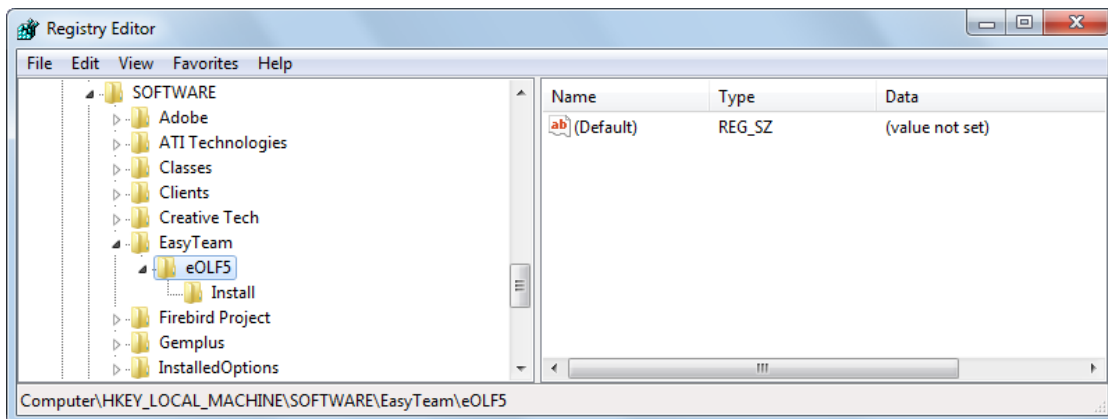 Registry Editor
File Edit View Favorites Help
SOFTWARE
Adobe
ATI Technologies
Classes
Clients
Creative Tech
EasyTeam
eOLF5
Install
Firebird Project
Gemplus
InstalledOptions
Name Type Data
ab (Default) REG_SZ (value not set)
Computer\HKEY_LOCAL_MACHINE\SOFTWARE\EasyTeam\eOLF5